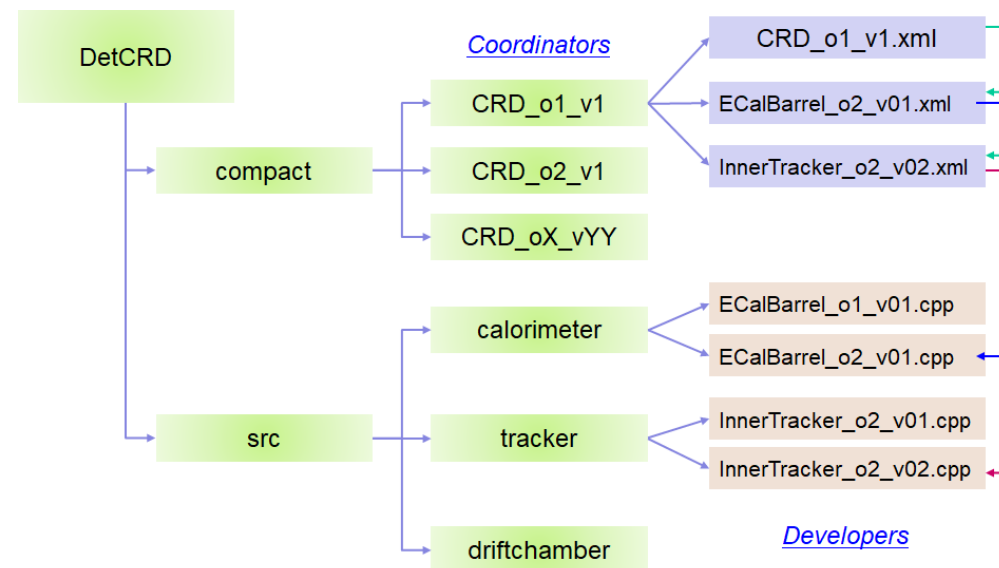 DetCRD
Coordinators
CRD_o1_v1.xml
CRD_o1_v1
ECalBarrel_o2_v01.xml
compact
CRD_o2_v1
InnerTracker_o2_v02.xml
CRD_oX_vYY
ECalBarrel_o1_v01.cpp
calorimeter
ECalBarrel_o2_v01.cpp
InnerTracker_o2_v01.cpp
src
tracker
InnerTracker_o2_v02.cpp
Developers
driftchamber